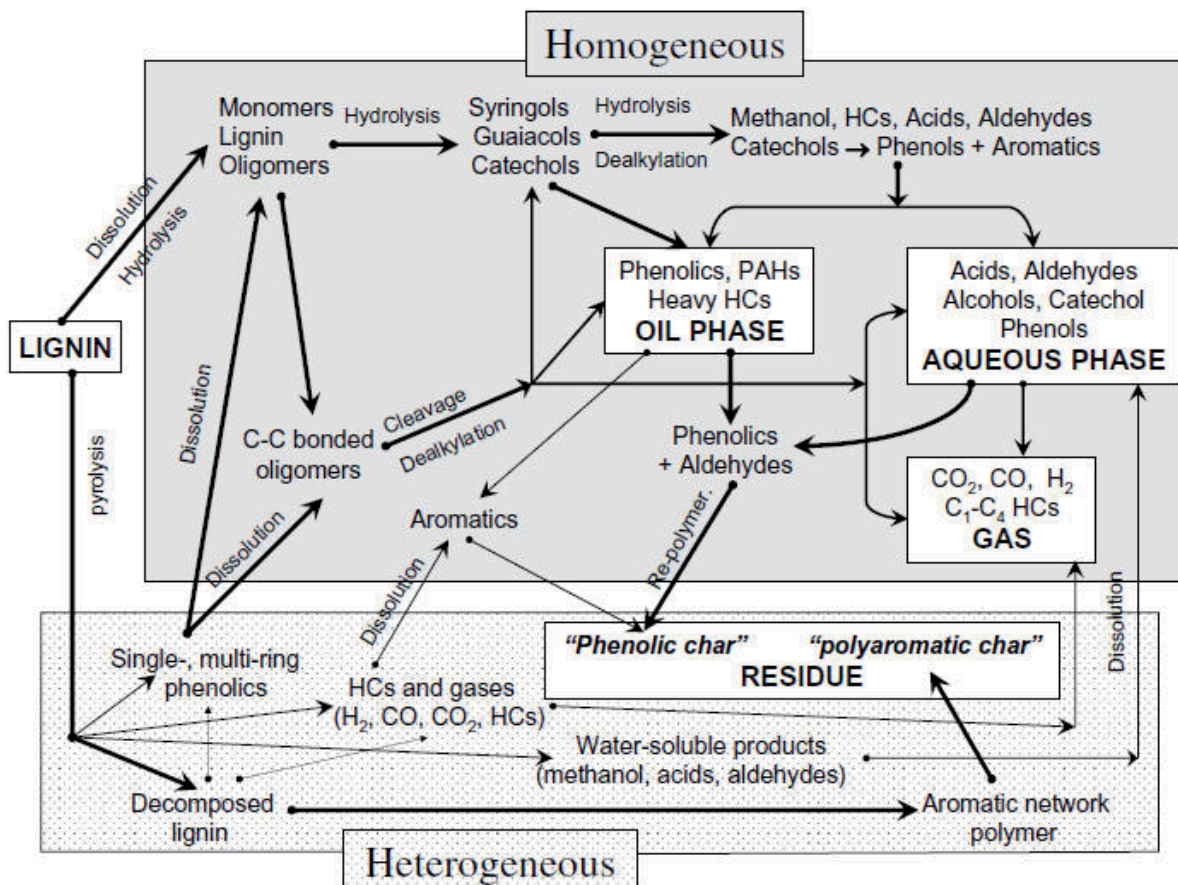 Homogeneous
Monomers
Lignin
Oligomers
Hydrolysis
Syringols
Guaiacols
Catechols
Hydrolysis
Dealkylation
Methanol, HCs, Acids, Aldehydes
Catechols → Phenols + Aromatics
Dissolution
Hydrolysis
Phenolics, PAHs
Heavy HCs
OIL PHASE
Acids, Aldehydes
Alcohols, Catechol
Phenols
AQUEOUS PHASE
LIGNIN
Dissolution
Cleavage
Dealkylation
C-C bonded
oligomers
Phenolics
+ Aldehydes
pyrolysis
CO₂, CO, H₂
C₁-C₄ HCs
GAS
Aromatics
Dissolution
Re-polymer.
Dissolution
Dissolution
“Phenolic char” “polyaromatic char”
RESIDUE
Single-, multi-ring
phenolics
HCs and gases
(H₂, CO, CO₂, HCs)
Water-soluble products
(methanol, acids, aldehydes)
Decomposed
lignin
Aromatic network
polymer
Heterogeneous